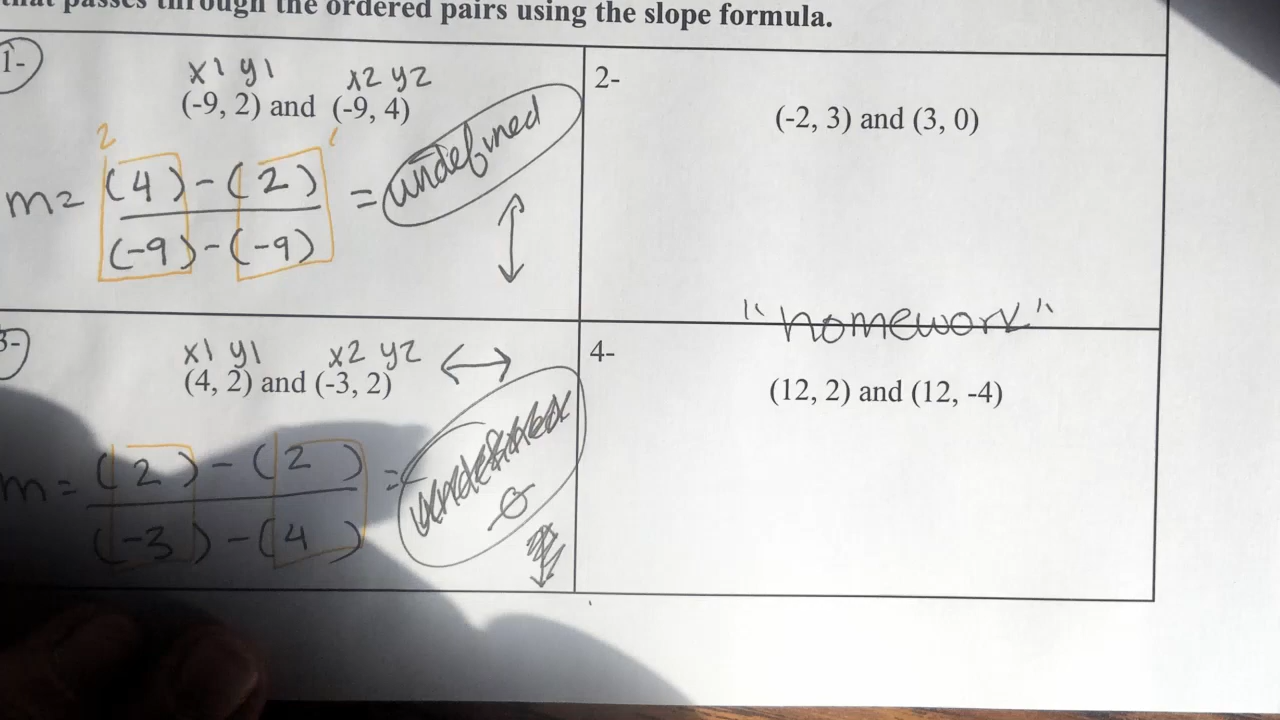 that passes through the ordered pairs using the slope formula.
1-
x1 y1 x2 y2
(-9, 2) and (-9, 4)
2 1
m= (4)-(2) = undefined
(-9)-(-9)
2-
(-2, 3) and (3, 0)
"homework"
3-
x1 y1 x2 y2
(4, 2) and (-3, 2)
m= (2)-(2) = undefined
0
(-3)-(4)
4-
(12, 2) and (12, -4)